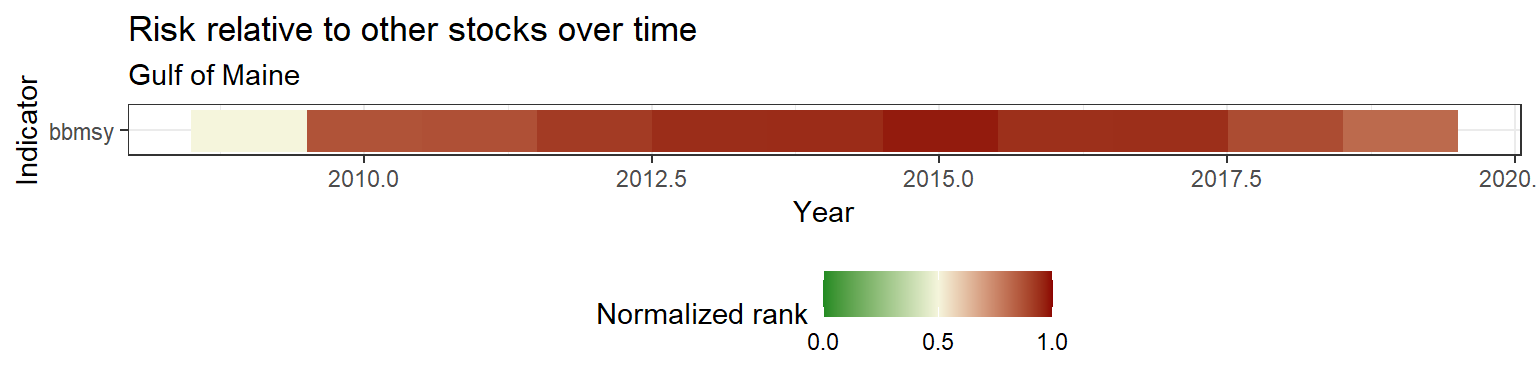 Risk relative to other stocks over time
Gulf of Maine
Indicator
bbmsy
2010.0 2012.5 2015.0 2017.5 2020.
Year
Normalized rank
0.0 0.5 1.0